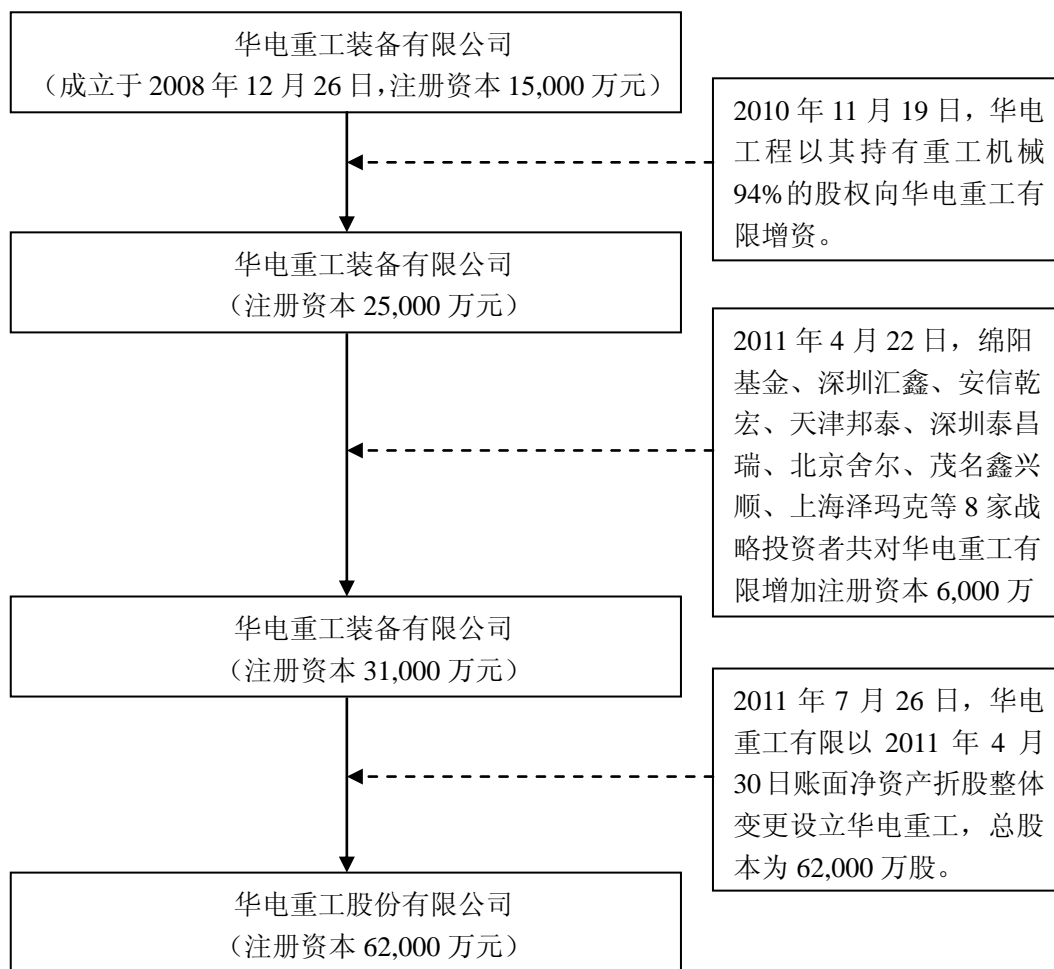 华电重工装备有限公司
（成立于 2008 年 12 月 26 日，注册资本 15,000 万元）
2010 年 11 月 19 日，华电
工程以其持有重工机械
94%的股权向华电重工有
限增资。
华电重工装备有限公司
（注册资本 25,000 万元）
2011 年 4 月 22 日，绵阳
基金、深圳汇鑫、安信乾
宏、天津邦泰、深圳泰昌
瑞、北京舍尔、茂名鑫兴
顺、上海泽玛克等 8 家战
略投资者共对华电重工有
限增加注册资本 6,000 万
华电重工装备有限公司
（注册资本 31,000 万元）
2011 年 7 月 26 日，华电
重工有限以 2011 年 4 月
30 日账面净资产折股整体
变更设立华电重工，总股
本为 62,000 万股。
华电重工股份有限公司
（注册资本 62,000 万元）